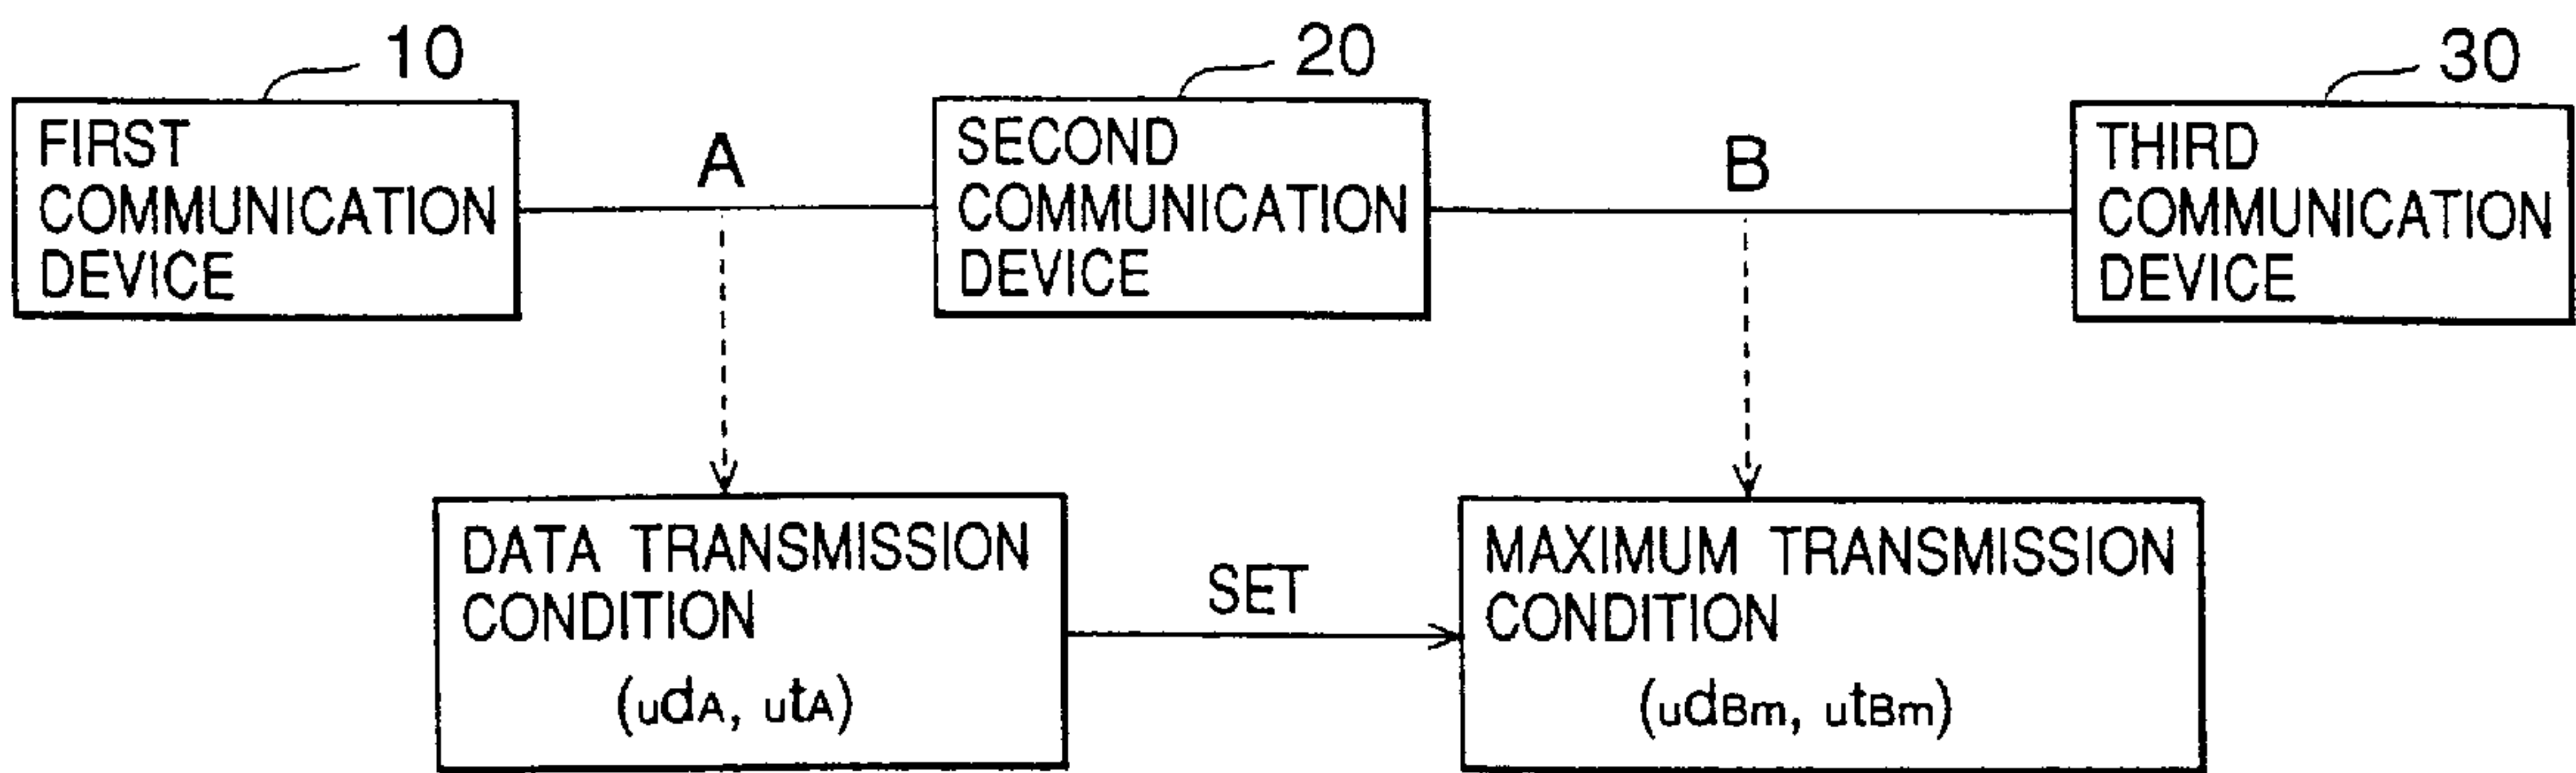 10
20
30
FIRST
COMMUNICATION
DEVICE
A
SECOND
COMMUNICATION
DEVICE
B
THIRD
COMMUNICATION
DEVICE
DATA TRANSMISSION
CONDITION
(udA, utA)
SET
MAXIMUM TRANSMISSION
CONDITION
(udBm, utBm)